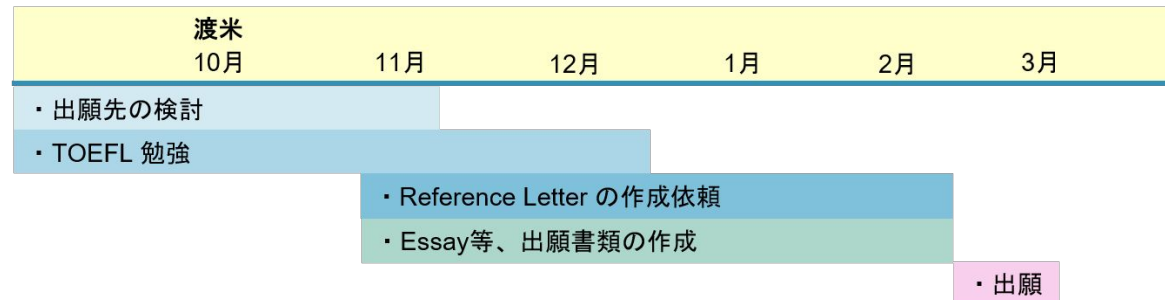 渡米
10月 11月 12月 1月 2月 3月
・出願先の検討
・TOEFL 勉強
・Reference Letter の作成依頼
・Essay等、出願書類の作成
・出願